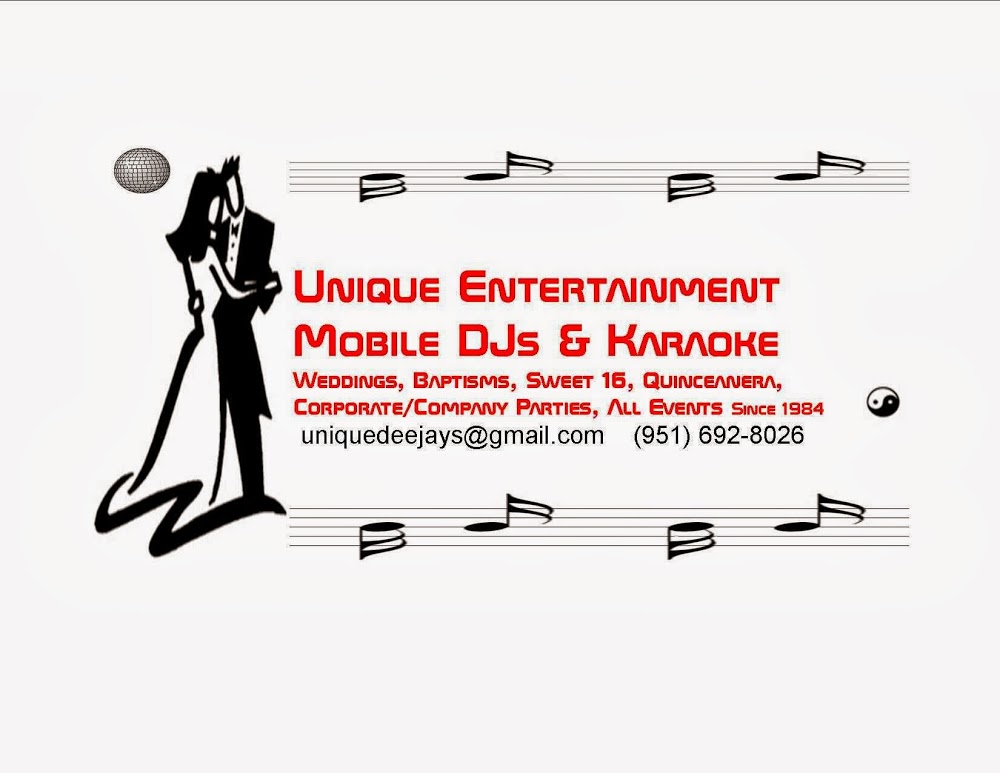 Unique Entertainment
Mobile DJs & Karaoke
Weddings, Baptisms, Sweet 16, Quinceanera,
Corporate/Company Parties, All Events Since 1984
uniquedeejays@gmail.com (951) 692-8026